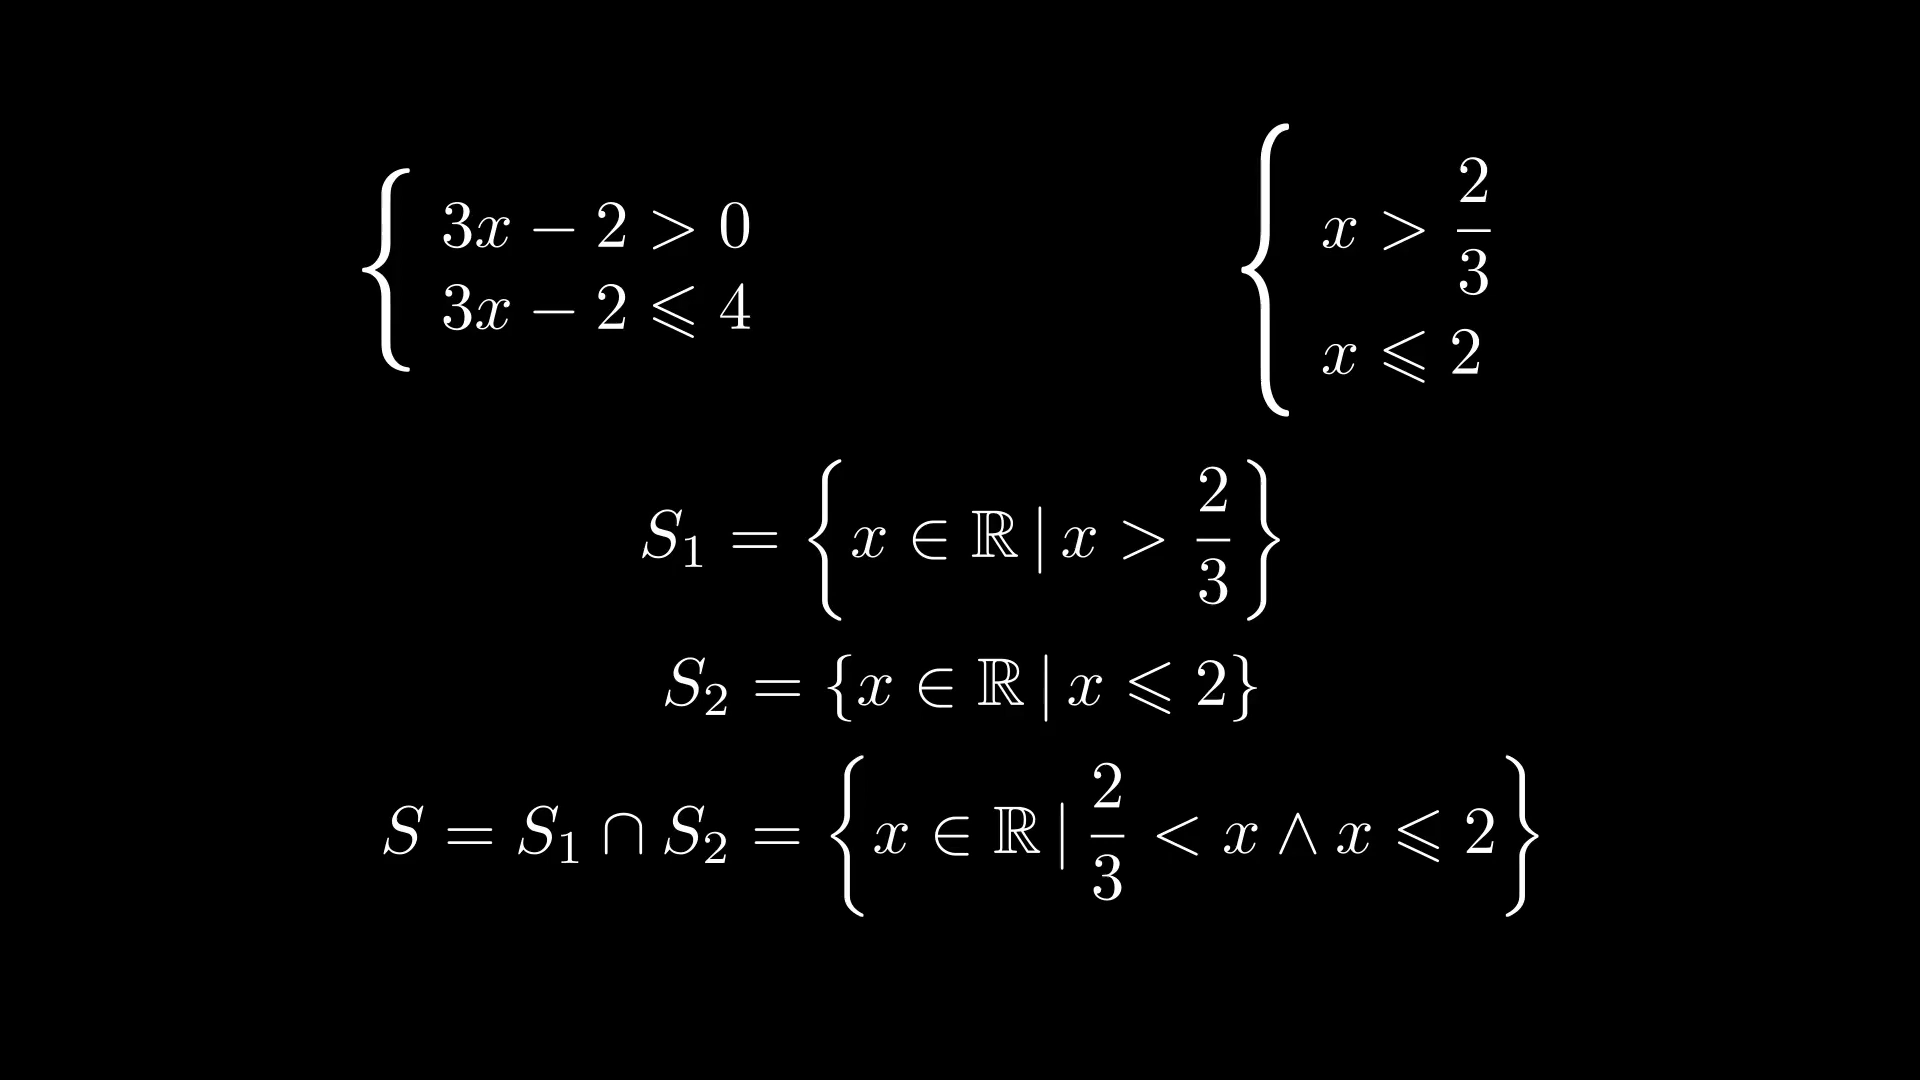 { 3x − 2 > 0
3x − 2 ⩽ 4
{ x > 2/3
x ⩽ 2
S₁ = {x ∈ ℝ | x > 2/3}
S₂ = {x ∈ ℝ | x ⩽ 2}
S = S₁ ∩ S₂ = {x ∈ ℝ | 2/3 < x ∧ x ⩽ 2}